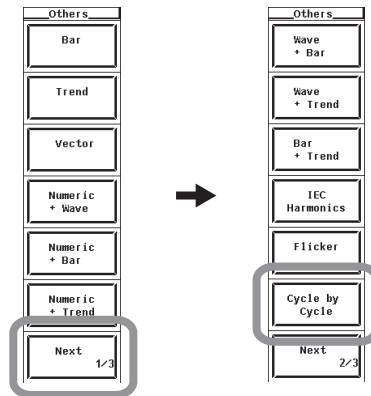 Others
Bar
Trend
Vector
Numeric
+ Wave
Numeric
+ Bar
Numeric
+ Trend
Next
1/3
Others
Wave
+ Bar
Wave
+ Trend
Bar
+ Trend
IEC
Harmonics
Flicker
Cycle by
Cycle
Next
2/3